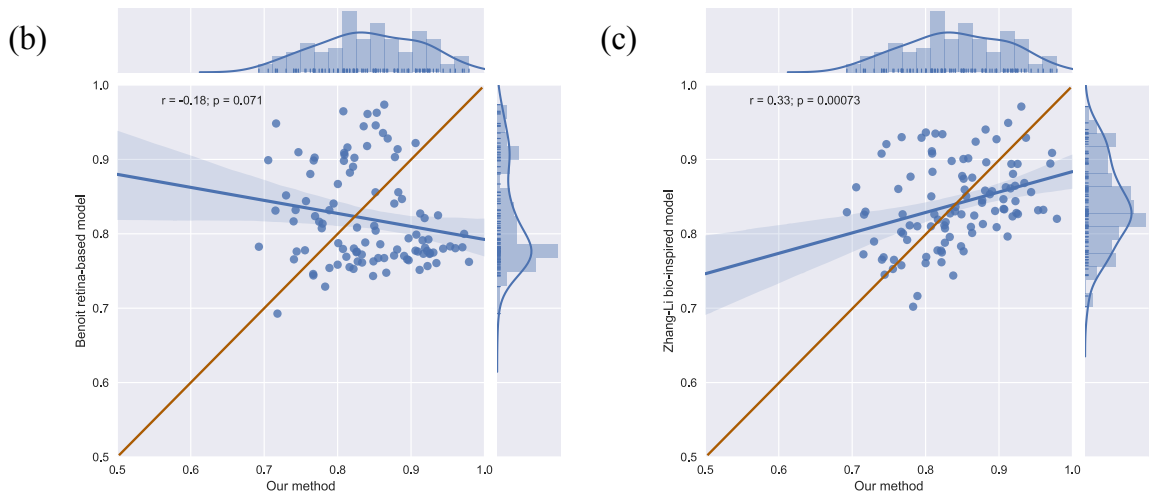 (b)
r = -0.18; p = 0.071
1.0
0.9
0.8
0.7
0.6
0.5
Benoit retina-based model
0.5 0.6 0.7 0.8 0.9 1.0
Our method
(c)
r = 0.33; p = 0.00073
1.0
0.9
0.8
0.7
0.6
0.5
Zhang-Li bio-inspired model
0.5 0.6 0.7 0.8 0.9 1.0
Our method